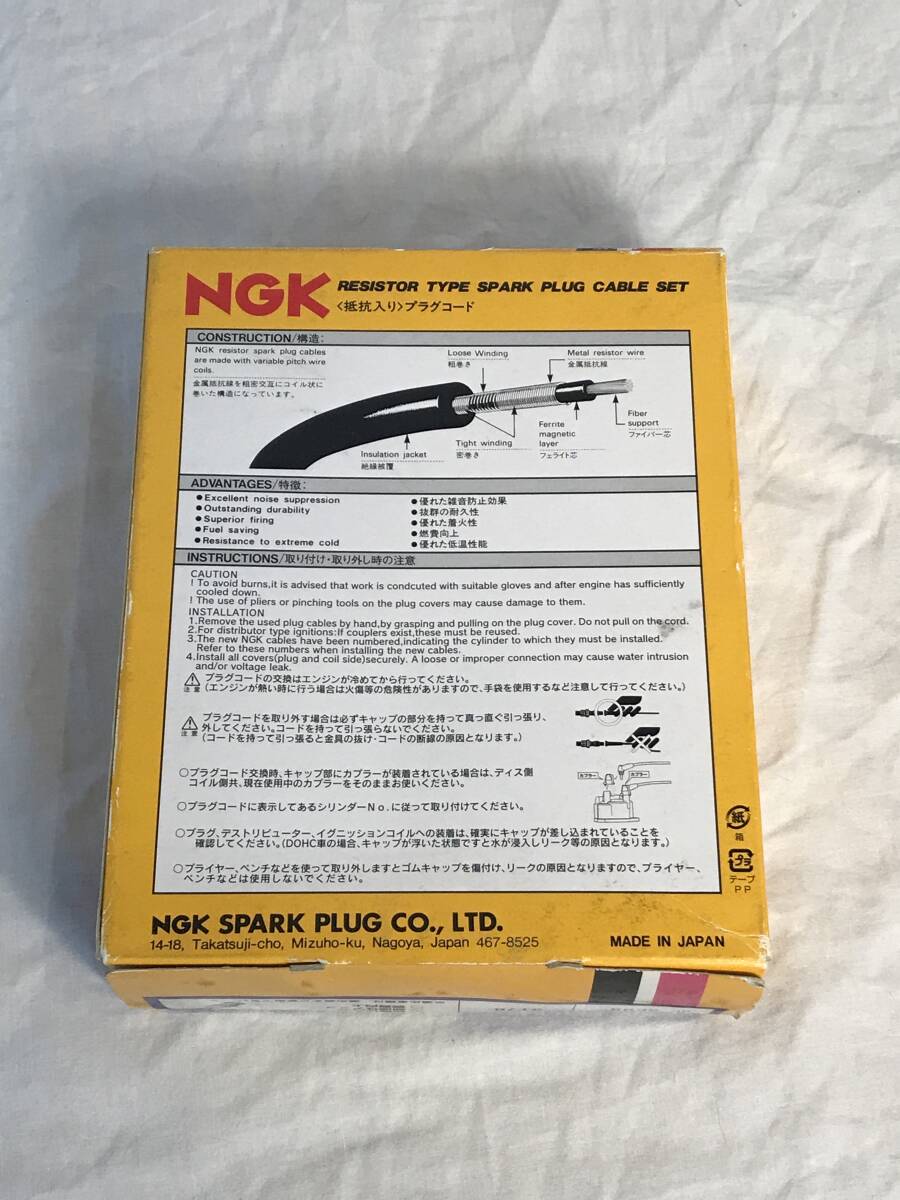 NGK RESISTOR TYPE SPARK PLUG CABLE SET
〈抵抗入り〉プラグコード
CONSTRUCTION/構造:
NGK resistor spark plug cables
are made with variable pitch wire
coils.
金属抵抗線を粗密交互にコイル状に
巻いた構造になっています。
Loose Winding
粗巻き
Metal resistor wire
金属抵抗線
Insulation jacket
絶縁被覆
Tight winding
密巻き
Ferrite
magnetic
layer
フェライト芯
Fiber
support
ファイバー芯
ADVANTAGES/特徴:
●Excellent noise suppression
●Outstanding durability
●Superior firing
●Fuel saving
●Resistance to extreme cold
●優れた雑音防止効果
●抜群の耐久性
●優れた着火性
●燃費向上
●優れた低温性能
INSTRUCTIONS/取り付け・取り外し時の注意
CAUTION
! To avoid burns,it is advised that work is condcuted with suitable gloves and after engine has sufficiently
cooled down.
! The use of pliers or pinching tools on the plug covers may cause damage to them.
INSTALLATION
1.Remove the used plug cables by hand,by grasping and pulling on the plug cover. Do not pull on the cord.
2.For distributor type ignitions:If couplers exist,these must be reused.
3.The new NGK cables have been numbered,indicating the cylinder to which they must be installed.
Refer to these numbers when installing the new cables.
4.Install all covers(plug and coil side)securely. A loose or improper connection may cause water intrusion
and/or voltage leak.
注意 プラグコードの交換はエンジンが冷めてから行ってください。
(エンジンが熱い時に行う場合は火傷等の危険性がありますので、手袋を使用するなど注意して行ってください。)
注意 プラグコードを取り外す場合は必ずキャップの部分を持って真っ直ぐ引っ張り、
外してください。コードを持って引っ張らないでください。
(コードを持って引っ張ると金具の抜け・コードの断線の原因となります。)
○プラグコード交換時、キャップ部にカプラーが装着されている場合は、ディス側
コイル側共、現在使用中のカプラーをそのままお使いください。
カプラー
カプラー
○プラグコードに表示してあるシリンダーNo.に従って取り付けてください。
○プラグ、デストリビューター、イグニッションコイルへの装着は、確実にキャップが差し込まれていることを
確認してください。(DOHC車の場合、キャップが浮いた状態ですと水が浸入しリーク等の原因となります。)
○プライヤー、ペンチなどを使って取り外しますとゴムキャップを傷付け、リークの原因となりますので、プライヤー、
ペンチなどは使用しないでください。
紙
箱
プラ
テープ
PP
NGK SPARK PLUG CO., LTD.
14-18, Takatsuji-cho, Mizuho-ku, Nagoya, Japan 467-8525
MADE IN JAPAN